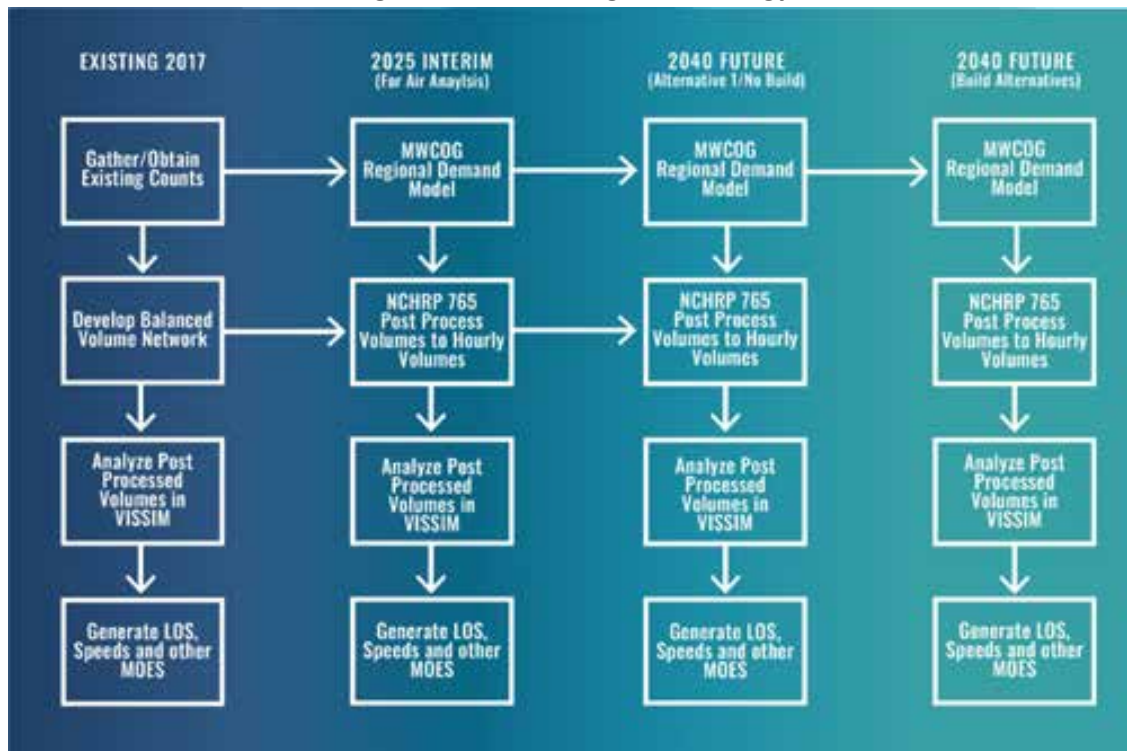 EXISTING 2017
2025 INTERIM
(For Air Anaylsis)
2040 FUTURE
(Alternative 1/No Build)
2040 FUTURE
(Build Alternatives)
Gather/Obtain
Existing Counts
MWCOG
Regional Demand
Model
MWCOG
Regional Demand
Model
MWCOG
Regional Demand
Model
Develop Balanced
Volume Network
NCHRP 765
Post Process
Volumes to Hourly
Volumes
NCHRP 765
Post Process
Volumes to Hourly
Volumes
NCHRP 765
Post Process
Volumes to Hourly
Volumes
Analyze Post
Processed
Volumes in
VISSIM
Analyze Post
Processed
Volumes in
VISSIM
Analyze Post
Processed
Volumes in
VISSIM
Analyze Post
Processed
Volumes in
VISSIM
Generate LOS,
Speeds and other
MOES
Generate LOS,
Speeds and other
MOES
Generate LOS,
Speeds and other
MOES
Generate LOS,
Speeds and other
MOES